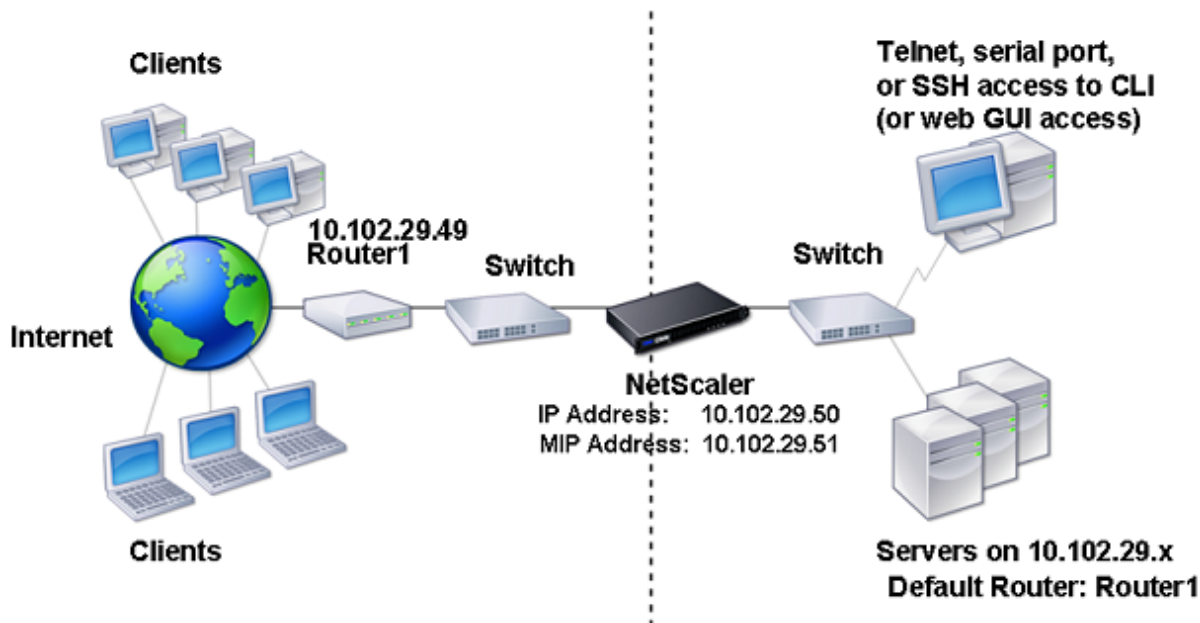 Clients
Telnet, serial port,
or SSH access to CLI
(or web GUI access)
10.102.29.49
Router1
Switch
Switch
Internet
NetScaler
IP Address: 10.102.29.50
MIP Address: 10.102.29.51
Clients
Servers on 10.102.29.x
Default Router: Router1